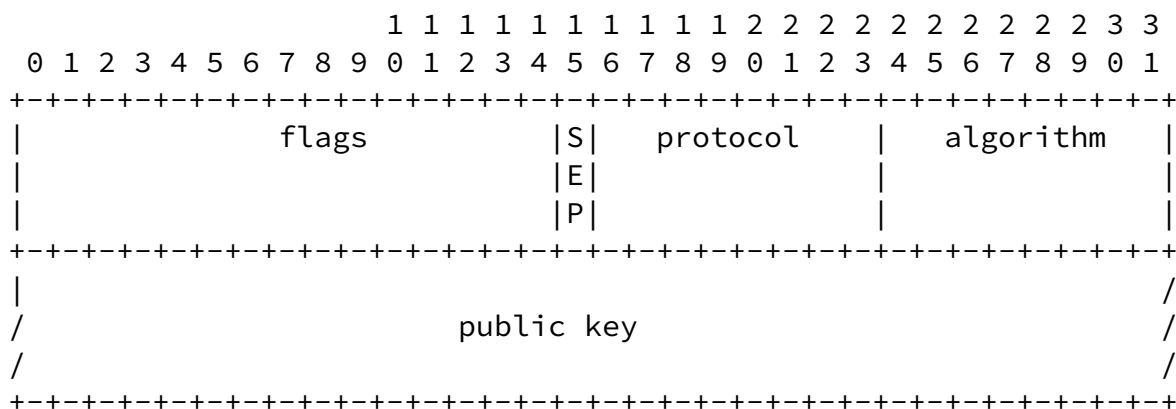 1 1 1 1 1 1 1 1 1 1 2 2 2 2 2 2 2 2 2 2 3 3
 0 1 2 3 4 5 6 7 8 9 0 1 2 3 4 5 6 7 8 9 0 1 2 3 4 5 6 7 8 9 0 1
+-+-+-+-+-+-+-+-+-+-+-+-+-+-+-+-+-+-+-+-+-+-+-+-+-+-+-+-+-+-+-+-+
|              flags          |S|   protocol    |   algorithm   |
|                             |E|               |               |
|                             |P|               |               |
+-+-+-+-+-+-+-+-+-+-+-+-+-+-+-+-+-+-+-+-+-+-+-+-+-+-+-+-+-+-+-+-+
|                                                               /
/                        public key                             /
/                                                               /
+-+-+-+-+-+-+-+-+-+-+-+-+-+-+-+-+-+-+-+-+-+-+-+-+-+-+-+-+-+-+-+-+